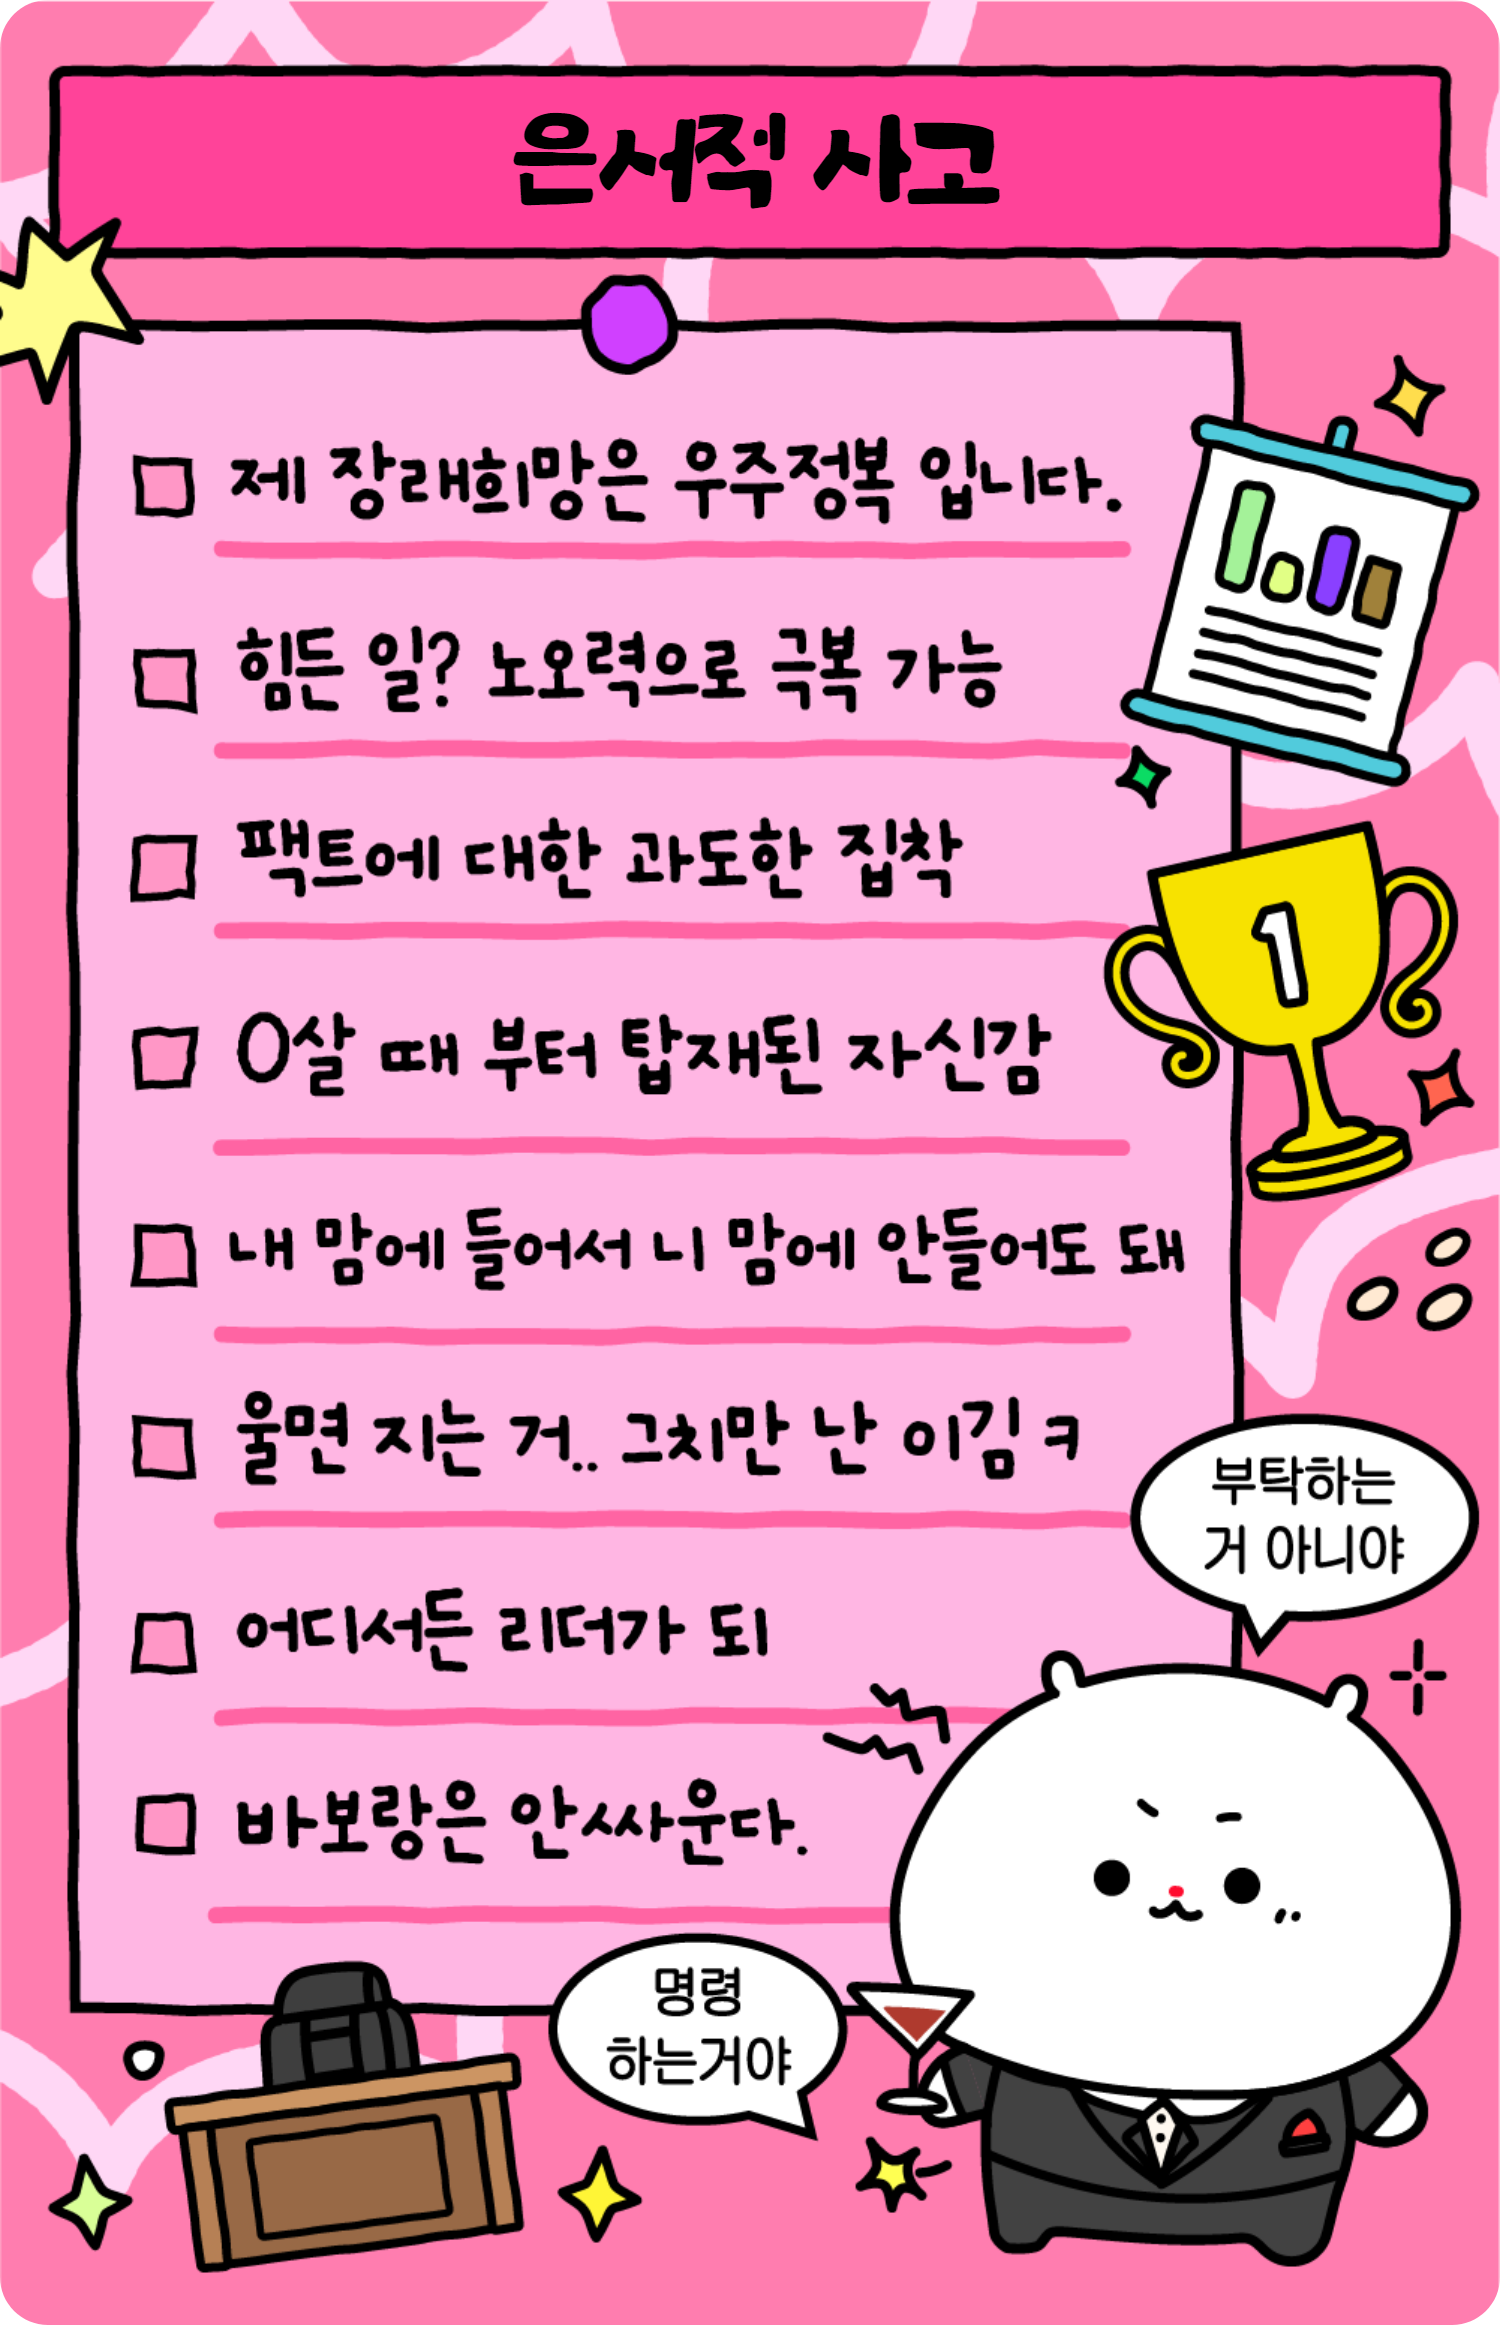 은서적 사고
제 장래희망은 우주정복 입니다.
힘든 일? 노오력으로 극복 가능
팩트에 대한 과도한 집착
0살 때 부터 탑재된 자신감
내 맘에 들어서 니 맘에 안들어도 돼
울면 지는 거.. 그치만 난 이김 ㅋ
어디서든 리더가 되
바보랑은 안싸운다.
1
부탁하는
거 아니야
명령
하는거야